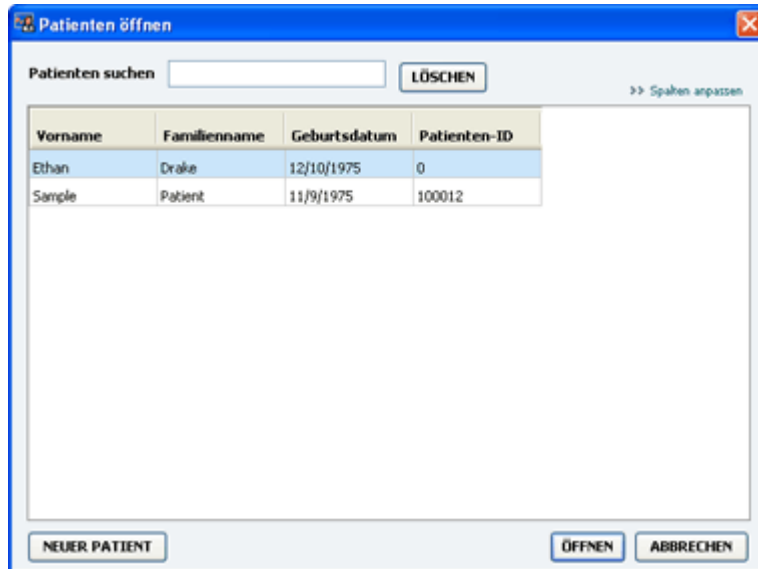 Patienten öffnen
Patienten suchen LÖSCHEN
>> Spalten anpassen
Vorname Familienname Geburtsdatum Patienten-ID
Ethan Drake 12/10/1975 0
Sample Patient 11/9/1975 100012
NEUER PATIENT ÖFFNEN ABBRECHEN